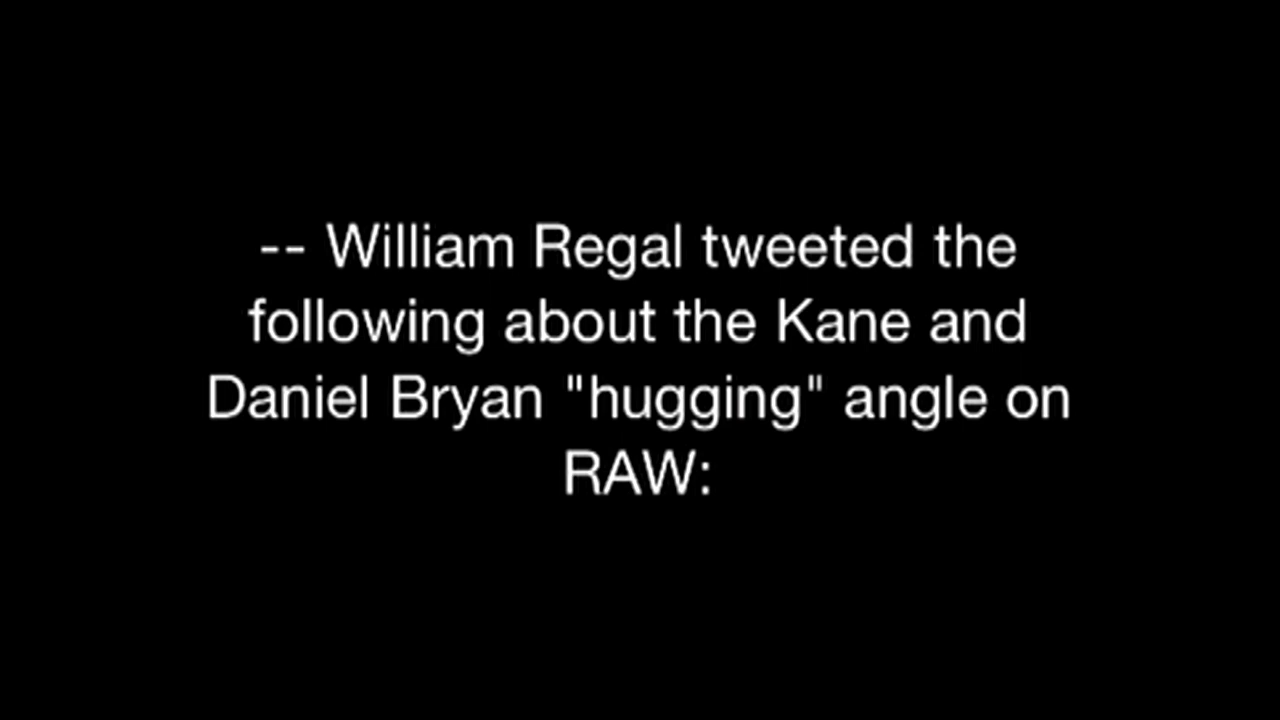 -- William Regal tweeted the
following about the Kane and
Daniel Bryan "hugging" angle on
RAW: